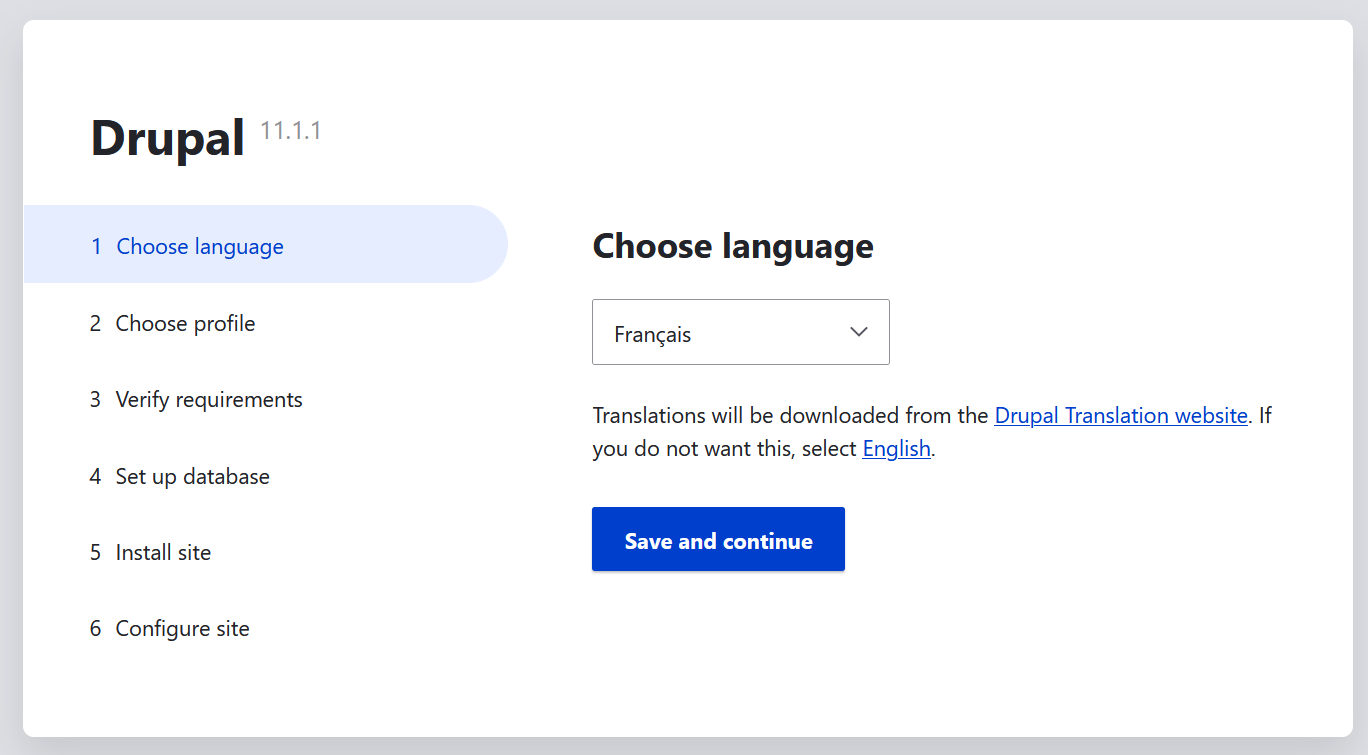 Drupal 11.1.1
1 Choose language
2 Choose profile
3 Verify requirements
4 Set up database
5 Install site
6 Configure site
Choose language
Français
Translations will be downloaded from the Drupal Translation website. If
you do not want this, select English.
Save and continue